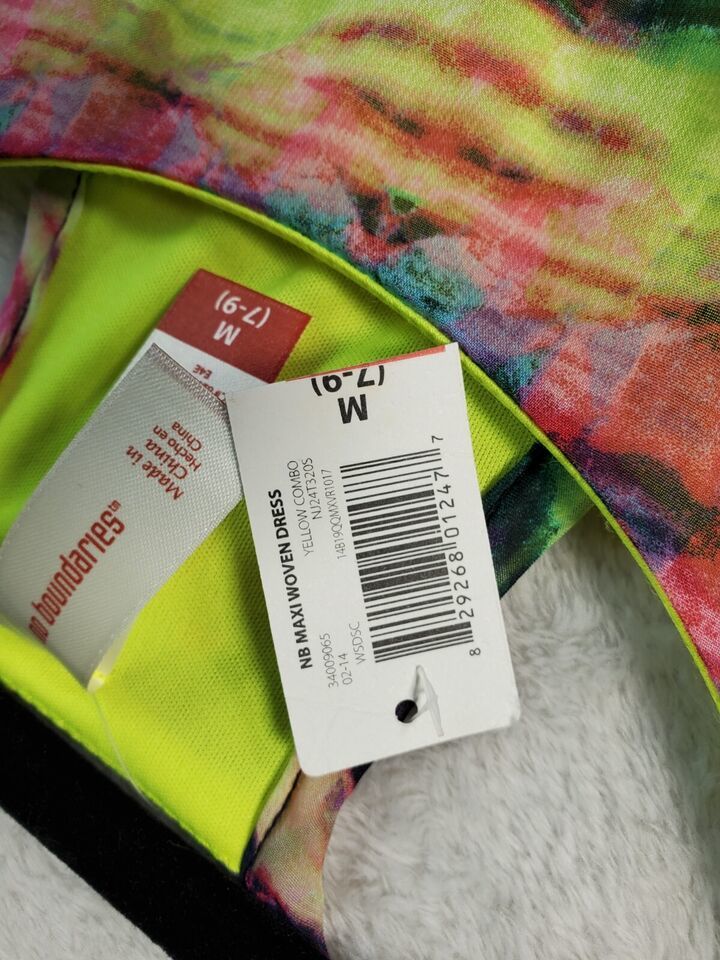 M
(7-9)
no boundaries™
Made in
China
Hecho en
China
M
(7-9)
NB MAXI WOVEN DRESS
YELLOW COMBO
NJ24T320S
34009065
02-14
WSDSC
14B19QQMXVR1017
8 29268 01247 7